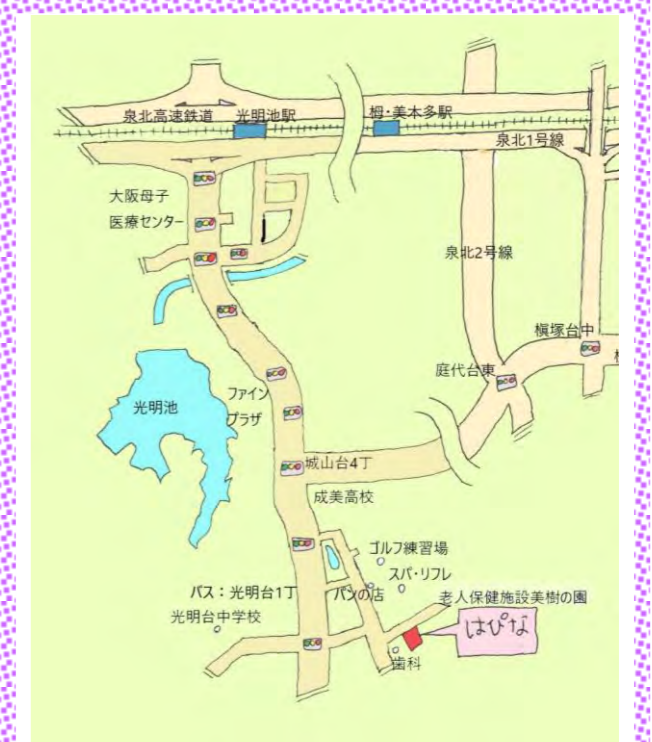 泉北高速鉄道
光明池駅
栂・美本多駅
泉北1号線
大阪母子
医療センター
泉北2号線
槇塚台中
庭代台東
ファイン
プラザ
光明池
城山台4丁
成美高校
ゴルフ練習場
スパ・リフレ
バス：光明台1丁
パンの店
老人保健施設美樹の園
光明台中学校
はぴな
歯科